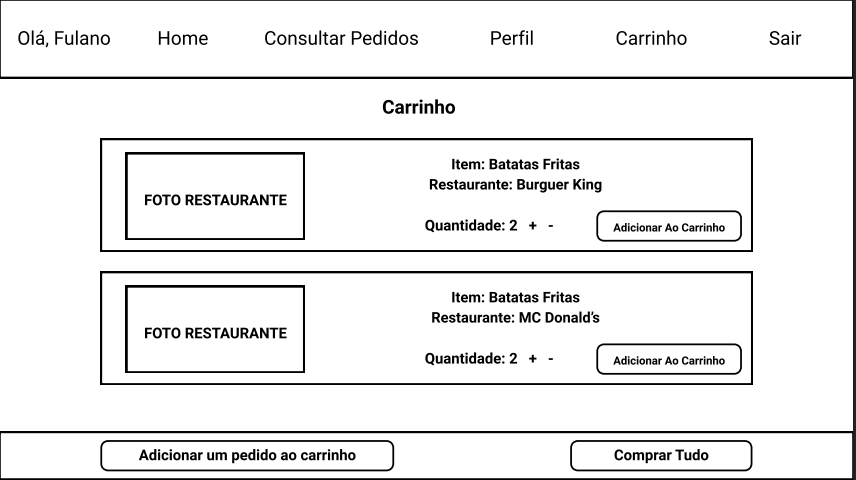 Olá, Fulano Home Consultar Pedidos Perfil Carrinho Sair
Carrinho
FOTO RESTAURANTE
Item: Batatas Fritas
Restaurante: Burguer King
Quantidade: 2 + -
Adicionar Ao Carrinho
FOTO RESTAURANTE
Item: Batatas Fritas
Restaurante: MC Donald’s
Quantidade: 2 + -
Adicionar Ao Carrinho
Adicionar um pedido ao carrinho
Comprar Tudo